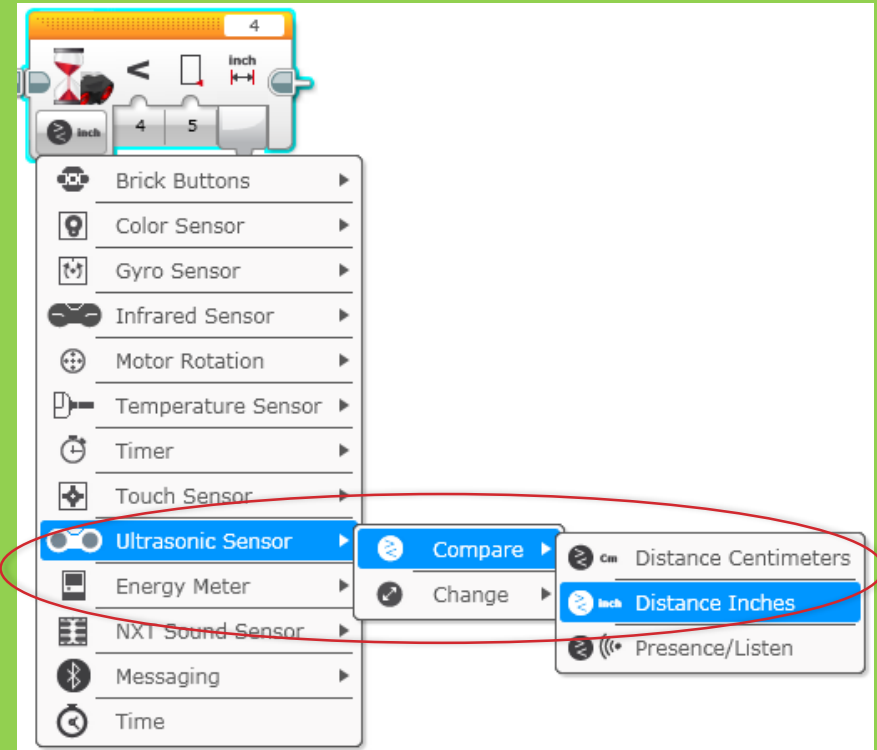 4
<
inch
inch 4 5
Brick Buttons
Color Sensor
Gyro Sensor
Infrared Sensor
Motor Rotation
Temperature Sensor
Timer
Touch Sensor
Ultrasonic Sensor
Energy Meter
NXT Sound Sensor
Messaging
Time
Compare
Change
Cm Distance Centimeters
Inch Distance Inches
Presence/Listen